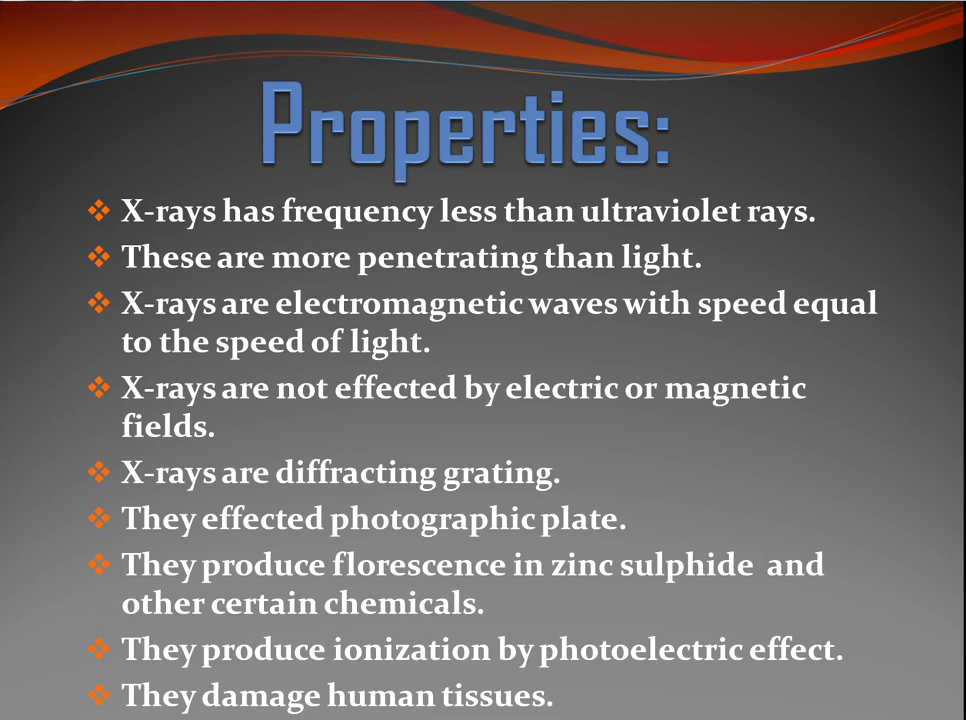 Properties:
X-rays has frequency less than ultraviolet rays.
These are more penetrating than light.
X-rays are electromagnetic waves with speed equal
to the speed of light.
X-rays are not effected by electric or magnetic
fields.
X-rays are diffracting grating.
They effected photographic plate.
They produce florescence in zinc sulphide and
other certain chemicals.
They produce ionization by photoelectric effect.
They damage human tissues.